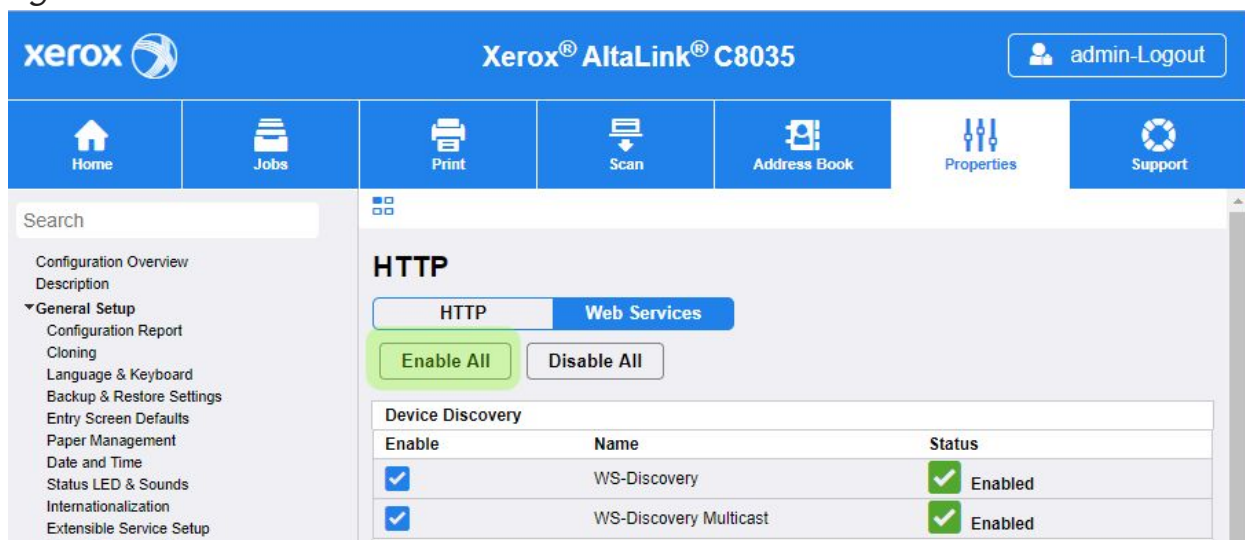 xerox
Xerox® AltaLink® C8035
admin-Logout
Home
Jobs
Print
Scan
Address Book
Properties
Support
Search
Configuration Overview
Description
General Setup
Configuration Report
Cloning
Language & Keyboard
Backup & Restore Settings
Entry Screen Defaults
Paper Management
Date and Time
Status LED & Sounds
Internationalization
Extensible Service Setup
HTTP
HTTP Web Services
Enable All Disable All
Device Discovery
Enable Name Status
WS-Discovery Enabled
WS-Discovery Multicast Enabled